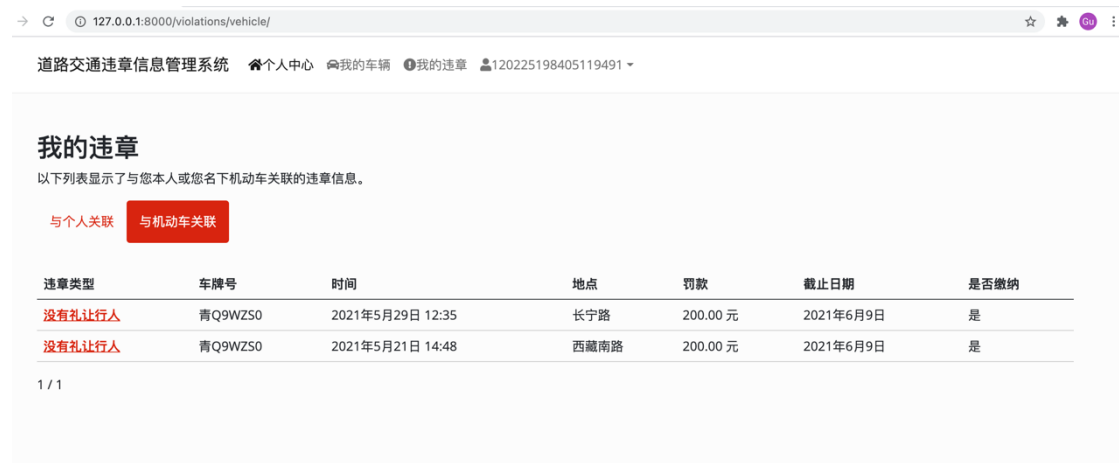 127.0.0.1:8000/violations/vehicle/
Gu
道路交通违章信息管理系统 个人中心 我的车辆 我的违章 120225198405119491
我的违章
以下列表显示了与您本人或您名下机动车关联的违章信息。
与个人关联 与机动车关联
违章类型 车牌号 时间 地点 罚款 截止日期 是否缴纳
没有礼让行人 青Q9WZS0 2021年5月29日 12:35 长宁路 200.00 元 2021年6月9日 是
没有礼让行人 青Q9WZS0 2021年5月21日 14:48 西藏南路 200.00 元 2021年6月9日 是
1 / 1